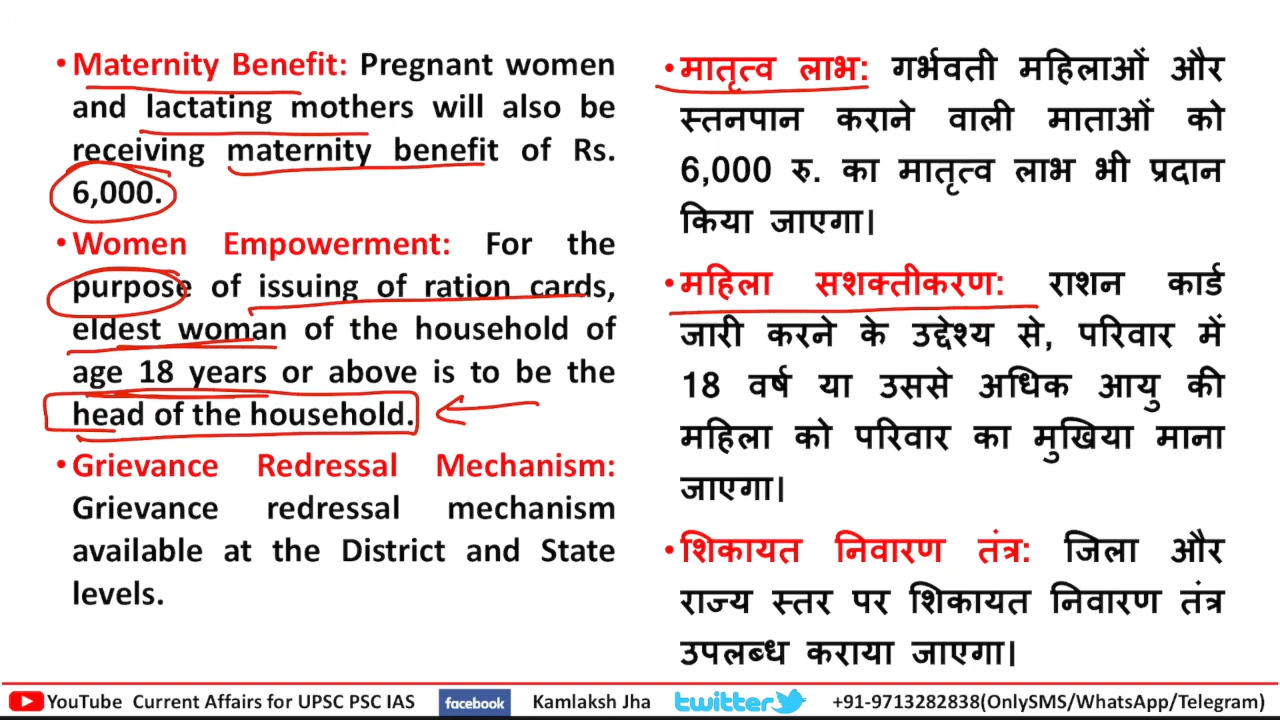 •Maternity Benefit: Pregnant women
and lactating mothers will also be
receiving maternity benefit of Rs.
6,000.
•Women Empowerment: For the
purpose of issuing of ration cards,
eldest woman of the household of
age 18 years or above is to be the
head of the household.
•Grievance Redressal Mechanism:
Grievance redressal mechanism
available at the District and State
levels.
•मातृत्व लाभ: गर्भवती महिलाओं और
स्तनपान कराने वाली माताओं को
6,000 रु. का मातृत्व लाभ भी प्रदान
किया जाएगा।
•महिला सशक्तीकरण: राशन कार्ड
जारी करने के उद्देश्य से, परिवार में
18 वर्ष या उससे अधिक आयु की
महिला को परिवार का मुखिया माना
जाएगा।
•शिकायत निवारण तंत्र: जिला और
राज्य स्तर पर शिकायत निवारण तंत्र
उपलब्ध कराया जाएगा।
YouTube Current Affairs for UPSC PSC IAS facebook Kamlaksh Jha twitter +91-9713282838(OnlySMS/WhatsApp/Telegram)